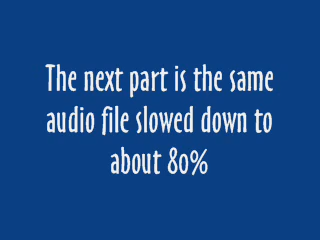 The next part is the same
audio file slowed down to
about 80%